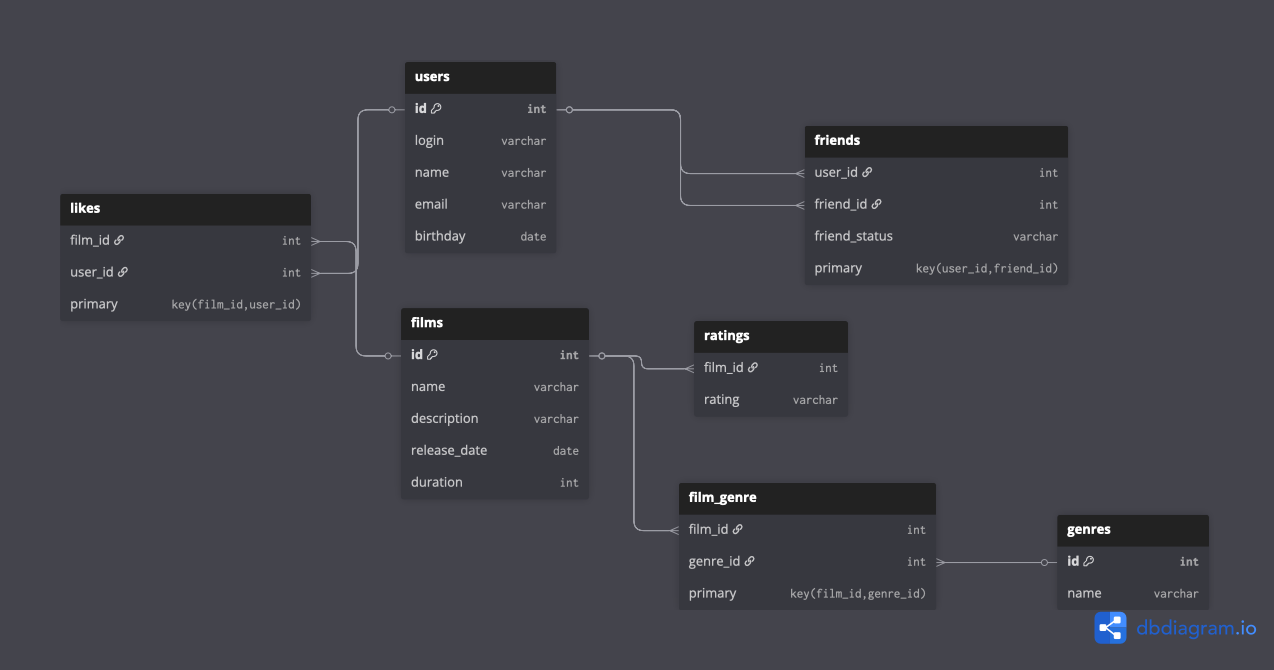 users
id int
login varchar
name varchar
email varchar
birthday date
friends
user_id int
friend_id int
friend_status varchar
primary key(user_id,friend_id)
likes
film_id int
user_id int
primary key(film_id,user_id)
films
id int
name varchar
description varchar
release_date date
duration int
ratings
film_id int
rating varchar
film_genre
film_id int
genre_id int
primary key(film_id,genre_id)
genres
id int
name varchar
dbdiagram.io